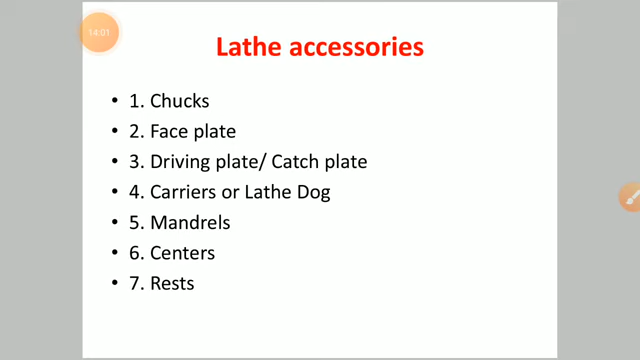 14:01
Lathe accessories
• 1. Chucks
• 2. Face plate
• 3. Driving plate/ Catch plate
• 4. Carriers or Lathe Dog
• 5. Mandrels
• 6. Centers
• 7. Rests